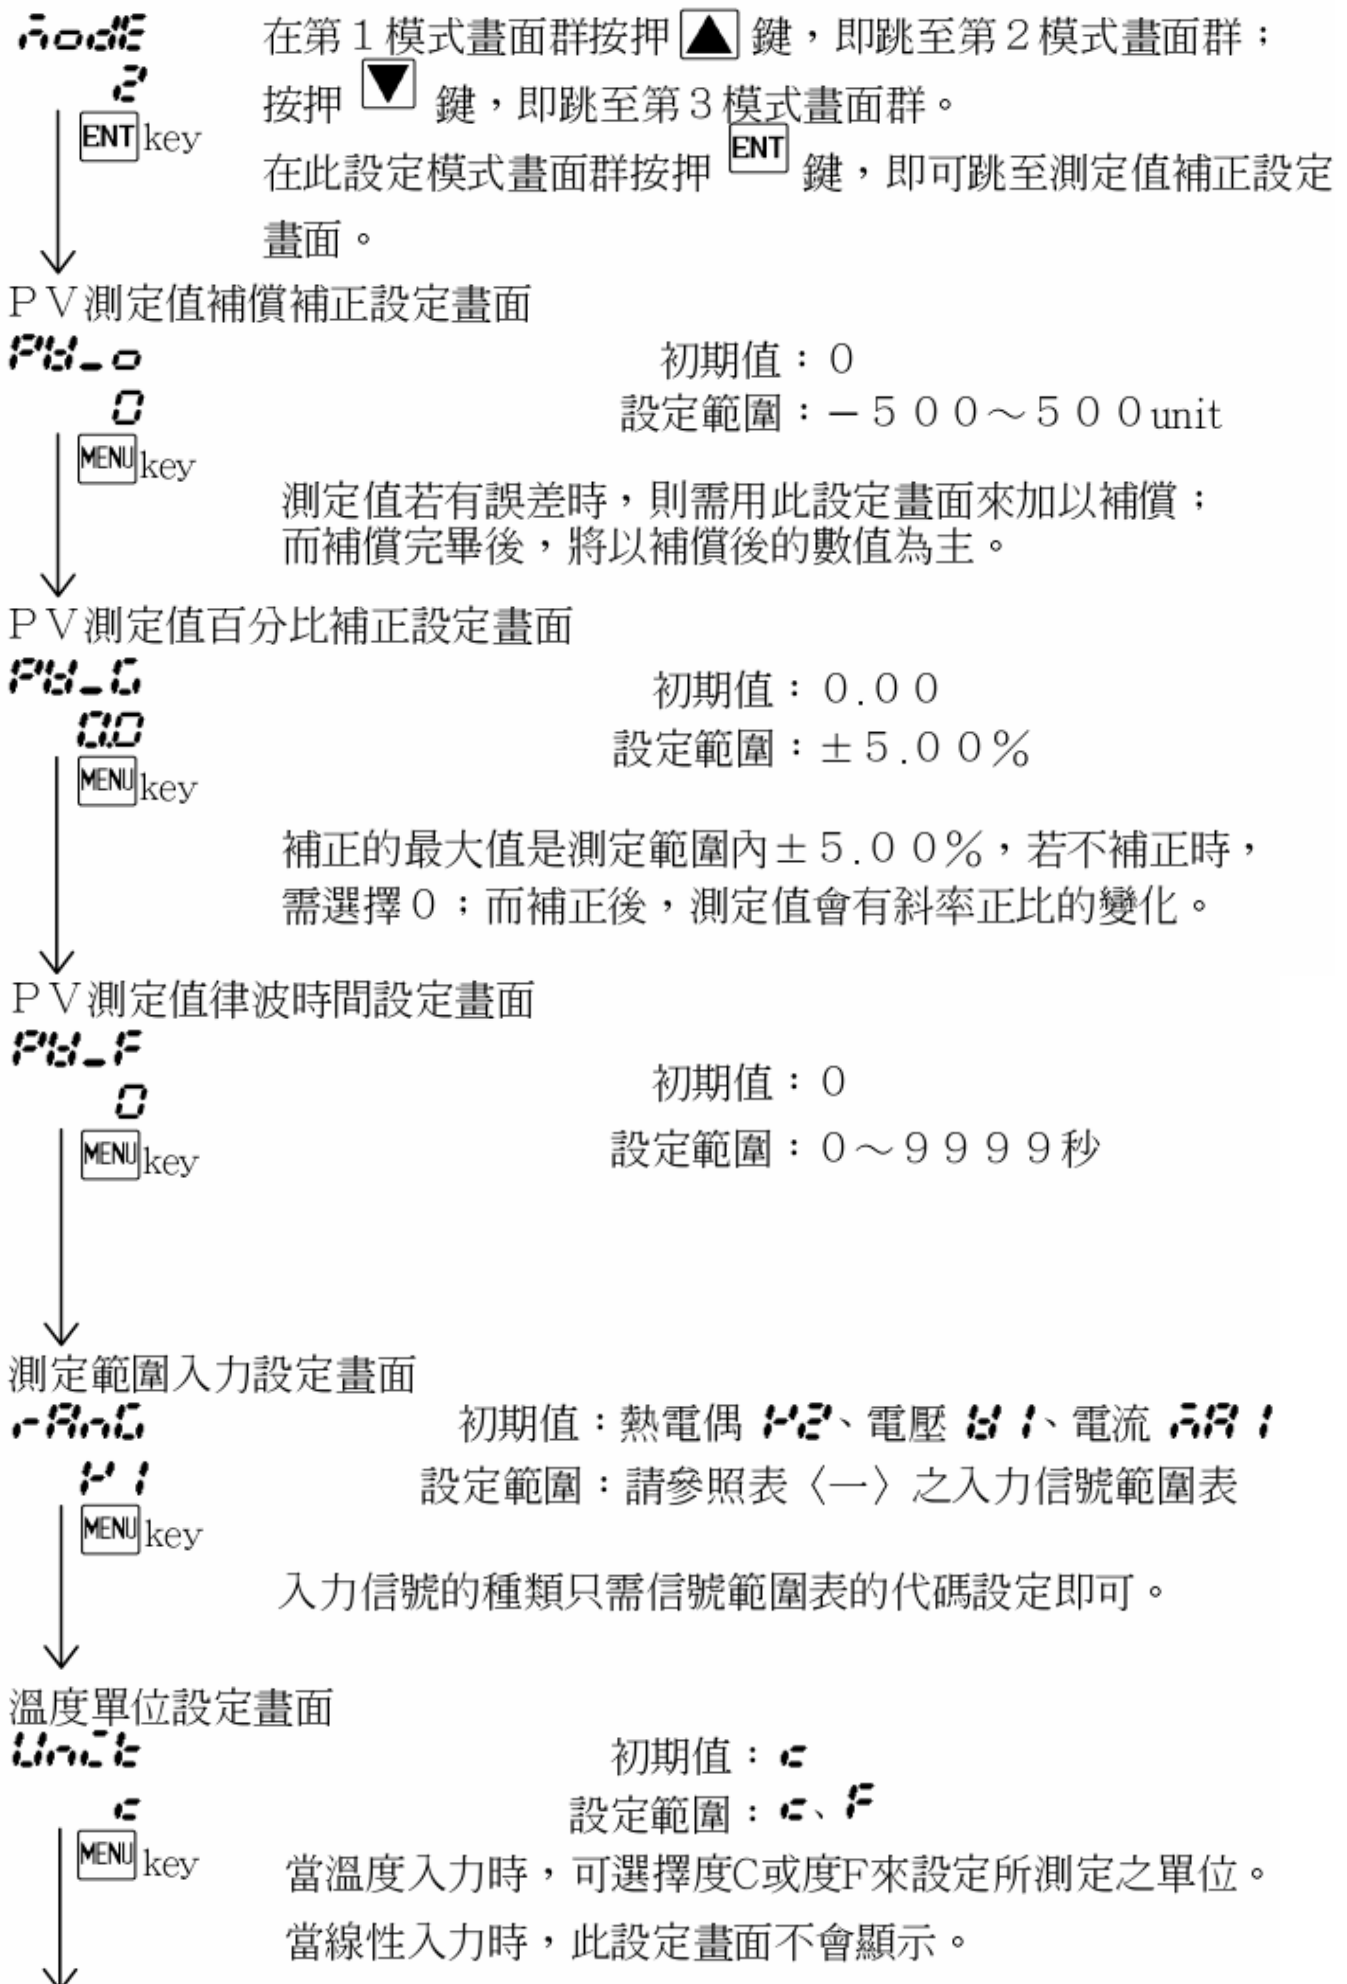 modE 在第１模式畫面群按押 ▲ 鍵，即跳至第２模式畫面群；
2 按押 ▼ 鍵，即跳至第３模式畫面群。
ENT key
在此設定模式畫面群按押 ENT 鍵，即可跳至測定值補正設定
畫面。
ＰＶ測定值補償補正設定畫面
PV_o 初期值：０
0 設定範圍：－５００～５００unit
MENU key
測定值若有誤差時，則需用此設定畫面來加以補償；
而補償完畢後，將以補償後的數值為主。
ＰＶ測定值百分比補正設定畫面
PV_G 初期值：０.００
0.0 設定範圍：±５.００％
MENU key
補正的最大值是測定範圍內±５.００％，若不補正時，
需選擇０；而補正後，測定值會有斜率正比的變化。
ＰＶ測定值律波時間設定畫面
PV_F 初期值：０
0 設定範圍：０～９９９９秒
MENU key
測定範圍入力設定畫面
rAnG 初期值：熱電偶 K2、電壓 V1、電流 mA1
K1 設定範圍：請參照表〈一〉之入力信號範圍表
MENU key
入力信號的種類只需信號範圍表的代碼設定即可。
溫度單位設定畫面
Unit 初期值：c
c 設定範圍：c、F
MENU key
當溫度入力時，可選擇度C或度F來設定所測定之單位。
當線性入力時，此設定畫面不會顯示。